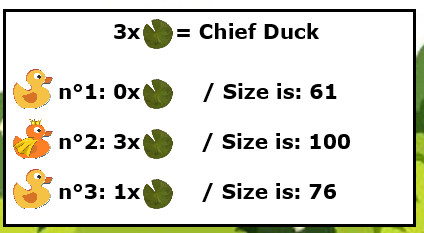 3x = Chief Duck
n°1: 0x / Size is: 61
n°2: 3x / Size is: 100
n°3: 1x / Size is: 76